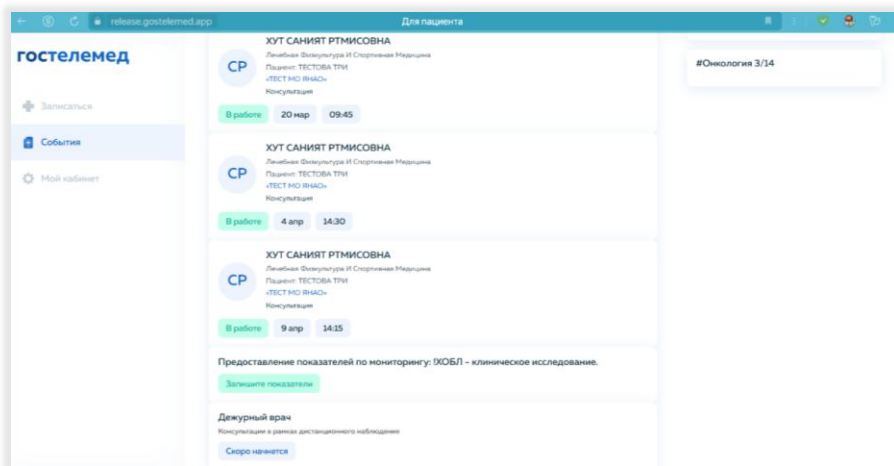 release.gostelemed.app
Для пациента
гостелемед
Записаться
События
Мой кабинет
ХУТ САНИЯТ РТМИСОВНА
Лечебная Физкультура И Спортивная Медицина
СР
Пациент: ТЕСТОВА ТРИ
«ТЕСТ МО ЯНАО»
Консультация
В работе 20 мар 09:45
ХУТ САНИЯТ РТМИСОВНА
Лечебная Физкультура И Спортивная Медицина
СР
Пациент: ТЕСТОВА ТРИ
«ТЕСТ МО ЯНАО»
Консультация
В работе 4 апр 14:30
ХУТ САНИЯТ РТМИСОВНА
Лечебная Физкультура И Спортивная Медицина
СР
Пациент: ТЕСТОВА ТРИ
«ТЕСТ МО ЯНАО»
Консультация
В работе 9 апр 14:15
Предоставление показателей по мониторингу: !ХОБЛ – клиническое исследование.
Запишите показатели
Дежурный врач
Консультации в рамках дистанционного наблюдения
Скоро начнется
#Онкология 3/14